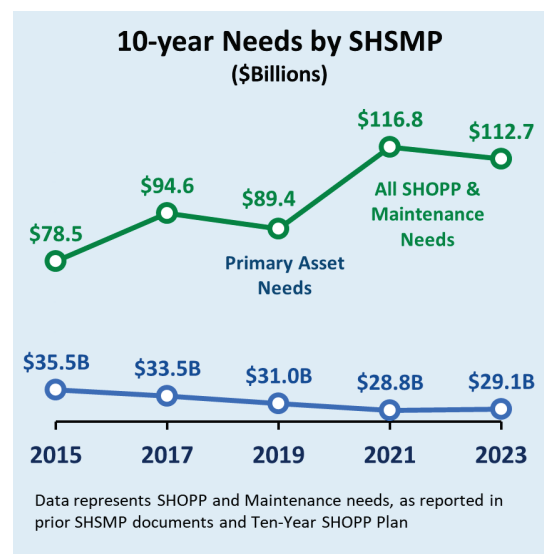 10-year Needs by SHSMP
($Billions)
$116.8
$112.7
$94.6
$89.4
$78.5
All SHOPP &
Maintenance
Needs
Primary Asset
Needs
$35.5B
$33.5B
$31.0B
$28.8B
$29.1B
2015
2017
2019
2021
2023
Data represents SHOPP and Maintenance needs, as reported in
prior SHSMP documents and Ten-Year SHOPP Plan